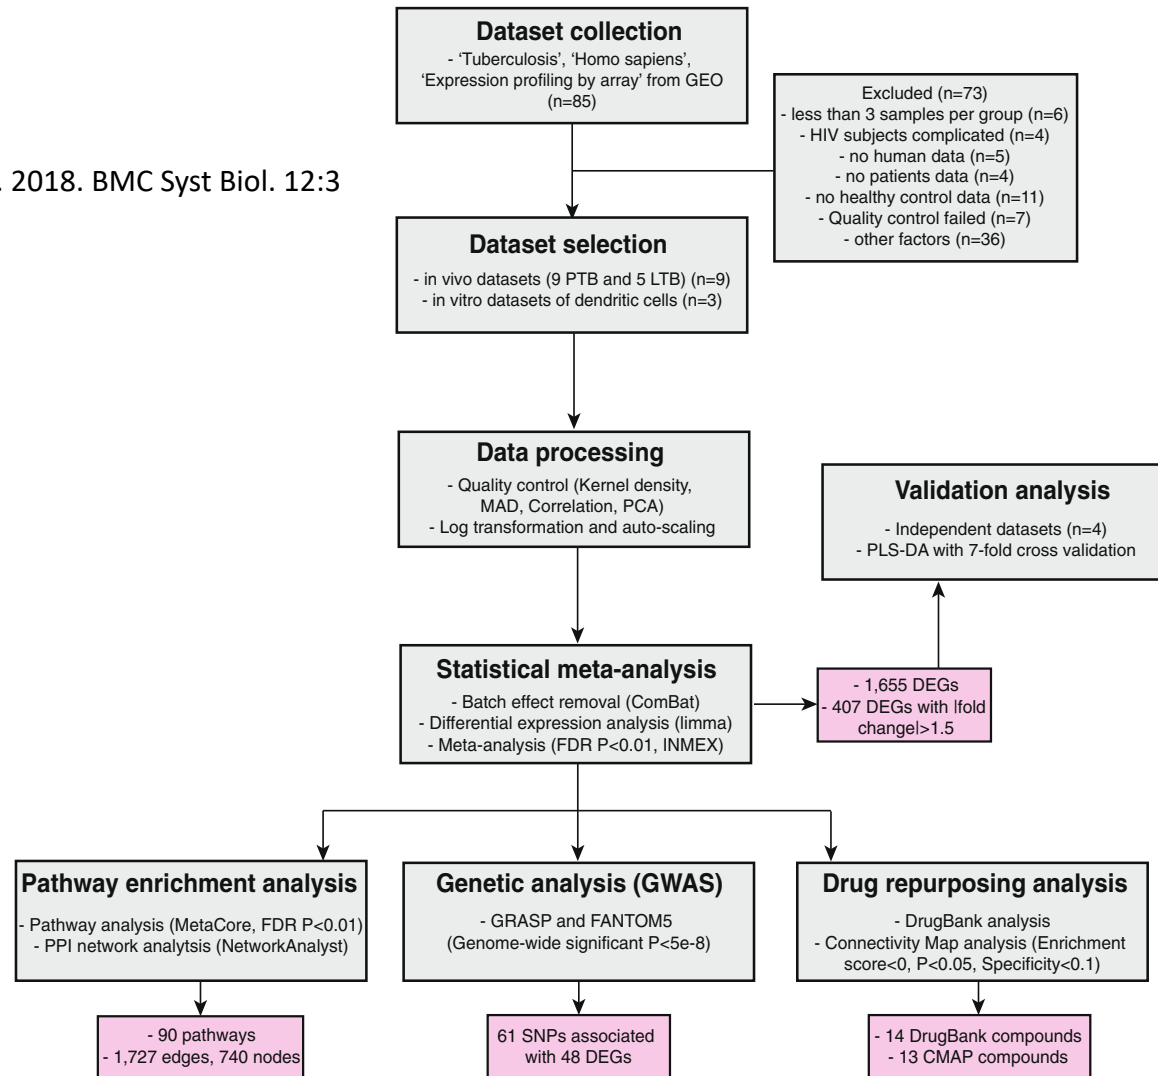 Dataset collection
- ‘Tuberculosis’, ‘Homo sapiens’,
‘Expression profiling by array’ from GEO
(n=85)
Excluded (n=73)
- less than 3 samples per group (n=6)
- HIV subjects complicated (n=4)
- no human data (n=5)
- no patients data (n=4)
- no healthy control data (n=11)
- Quality control failed (n=7)
- other factors (n=36)
. 2018. BMC Syst Biol. 12:3
Dataset selection
- in vivo datasets (9 PTB and 5 LTB) (n=9)
- in vitro datasets of dendritic cells (n=3)
Data processing
- Quality control (Kernel density,
MAD, Correlation, PCA)
- Log transformation and auto-scaling
Validation analysis
- Independent datasets (n=4)
- PLS-DA with 7-fold cross validation
Statistical meta-analysis
- Batch effect removal (ComBat)
- Differential expression analysis (limma)
- Meta-analysis (FDR P<0.01, INMEX)
- 1,655 DEGs
- 407 DEGs with |fold
change|>1.5
Pathway enrichment analysis
- Pathway analysis (MetaCore, FDR P<0.01)
- PPI network analytsis (NetworkAnalyst)
Genetic analysis (GWAS)
- GRASP and FANTOM5
(Genome-wide significant P<5e-8)
Drug repurposing analysis
- DrugBank analysis
- Connectivity Map analysis (Enrichment
score<0, P<0.05, Specificity<0.1)
- 90 pathways
- 1,727 edges, 740 nodes
61 SNPs associated
with 48 DEGs
- 14 DrugBank compounds
- 13 CMAP compounds